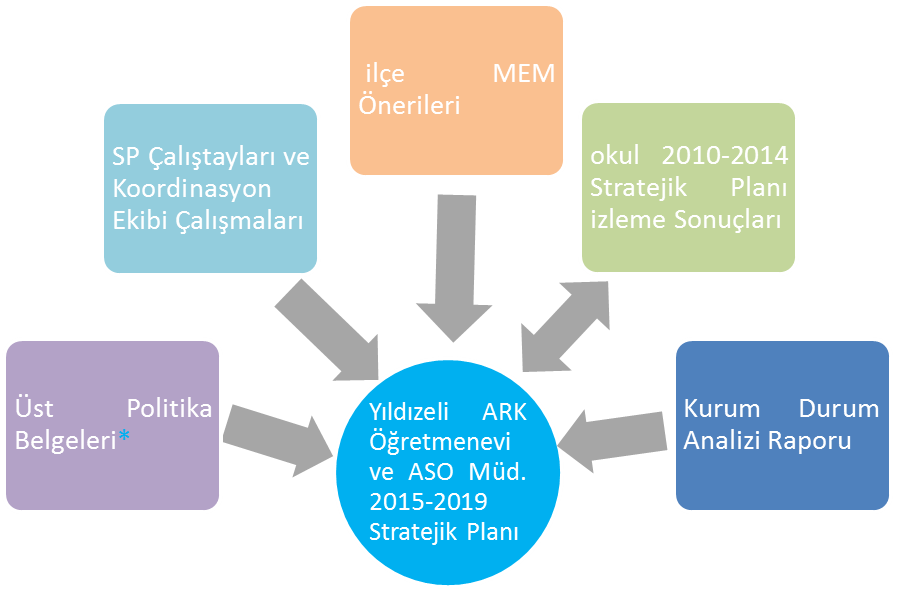 ilçe MEM
Önerileri
SP Çalıştayları ve
Koordinasyon
Ekibi Çalışmaları
okul 2010-2014
Stratejik Planı
izleme Sonuçları
Üst Politika
Belgeleri*
Yıldızeli ARK
Öğretmenevi
ve ASO Müd.
2015-2019
Stratejik Planı
Kurum Durum
Analizi Raporu